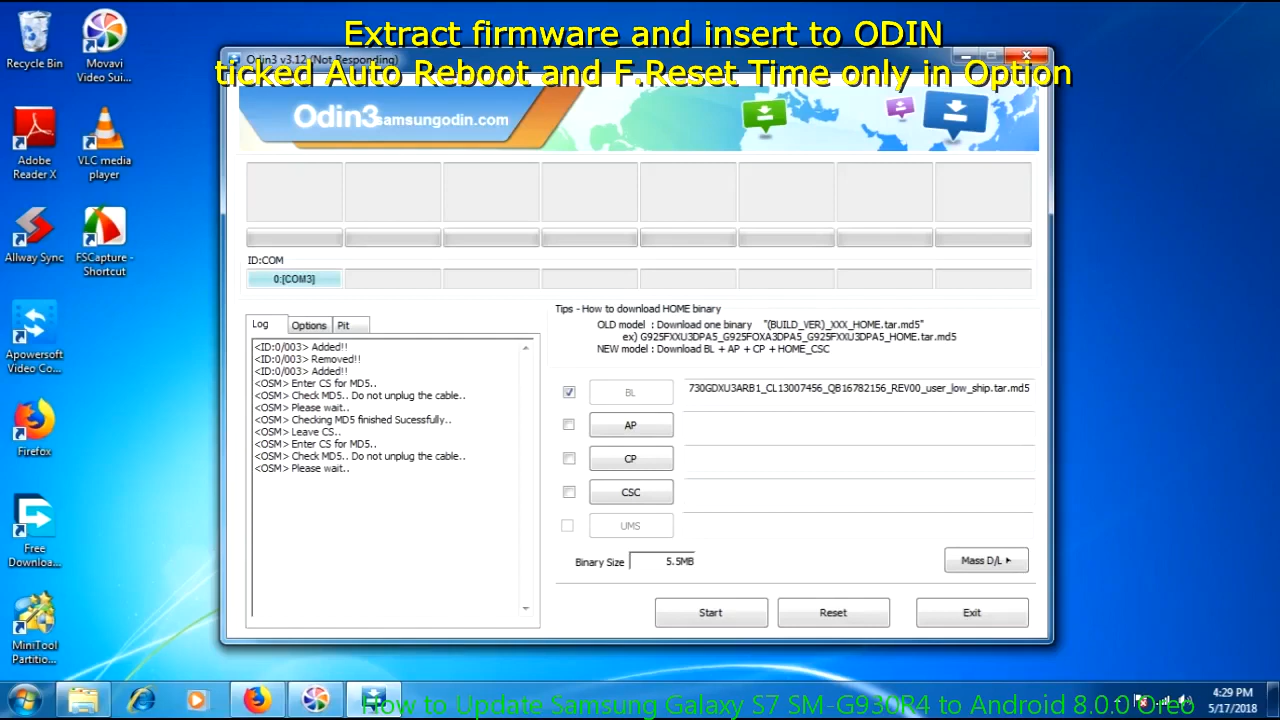 Extract firmware and insert to ODIN
ticked Auto Reboot and F.Reset Time only in Option
Odin3 v3.12 (Not Responding)
Recycle Bin
Movavi
Video Sui...
Adobe
Reader X
VLC media
player
Allway Sync
FSCapture -
Shortcut
Apowersoft
Video Co...
Firefox
Free
Downloa...
MiniTool
Partitio...
Odin3
samsungodin.com
ID:COM
0:[COM3]
Log
Options
Pit
<ID:0/003> Added!!
<ID:0/003> Removed!!
<ID:0/003> Added!!
<OSM> Enter CS for MD5..
<OSM> Check MD5.. Do not unplug the cable..
<OSM> Please wait..
<OSM> Checking MD5 finished Sucessfully..
<OSM> Leave CS..
<OSM> Enter CS for MD5..
<OSM> Check MD5.. Do not unplug the cable..
<OSM> Please wait..
Tips - How to download HOME binary
OLD model : Download one binary "(BUILD_VER)_XXX_HOME.tar.md5"
ex) G925FXXU3DPA5_G925FOXA3DPA5_G925FXXU3DPA5_HOME.tar.md5
NEW model : Download BL + AP + CP + HOME_CSC
BL
730GDXU3ARB1_CL13007456_QB16782156_REV00_user_low_ship.tar.md5
AP
CP
CSC
UMS
Binary Size
5.5MB
Mass D/L
Start
Reset
Exit
How to Update Samsung Galaxy S7 SM-G930R4 to Android 8.0.0 Oreo
4:29 PM
5/17/2018